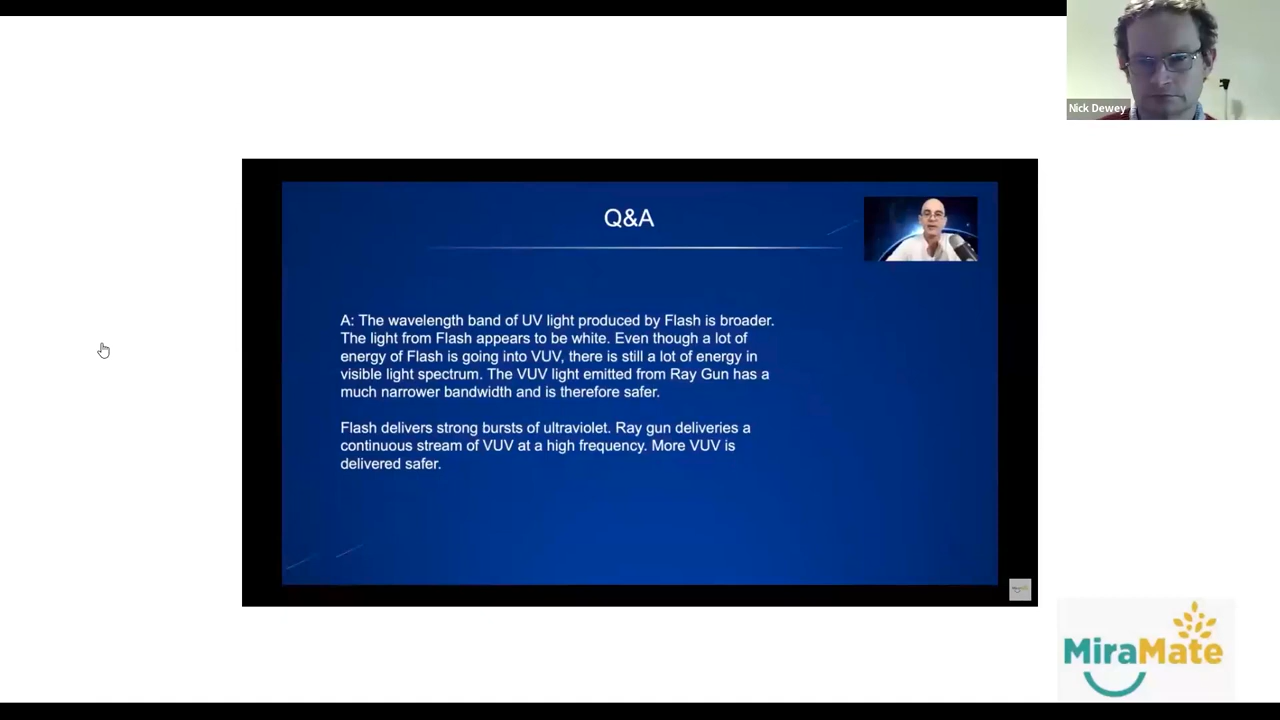 Nick Dewey
Q&A
A: The wavelength band of UV light produced by Flash is broader.
The light from Flash appears to be white. Even though a lot of
energy of Flash is going into VUV, there is still a lot of energy in
visible light spectrum. The VUV light emitted from Ray Gun has a
much narrower bandwidth and is therefore safer.
Flash delivers strong bursts of ultraviolet. Ray gun deliveries a
continuous stream of VUV at a high frequency. More VUV is
delivered safer.
MiraMate